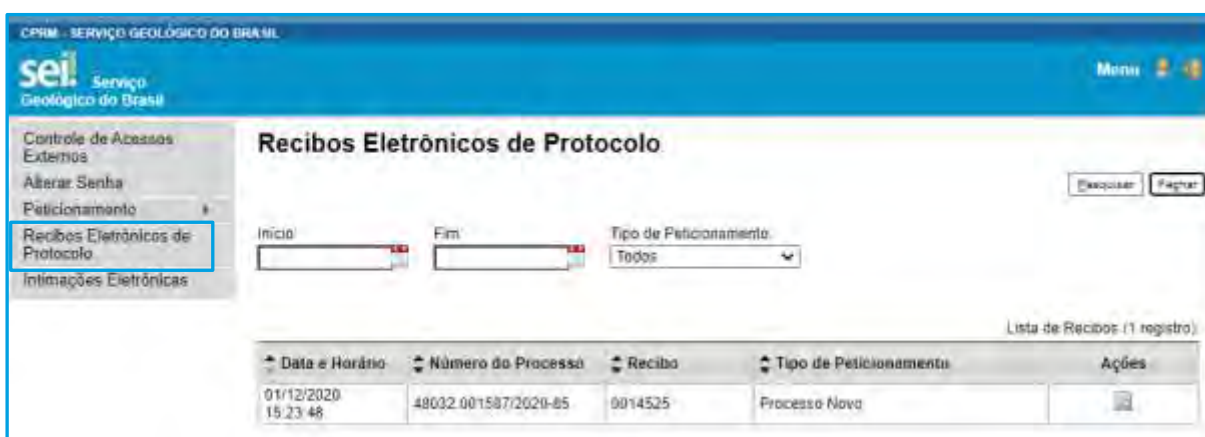 CPRM - SERVIÇO GEOLÓGICO DO BRASIL
sei! Serviço
Geológico do Brasil
Menu
Controle de Acessos
Externos
Alterar Senha
Peticionamento
Recibos Eletrônicos de
Protocolo
Intimações Eletrônicas
Recibos Eletrônicos de Protocolo
Pesquisar Fechar
Início Fim Tipo de Peticionamento:
Todos
Lista de Recibos (1 registro):
Data e Horário Número do Processo Recibo Tipo de Peticionamento Ações
01/12/2020
15:23:48
48032.001587/2020-85 0014525 Processo Novo